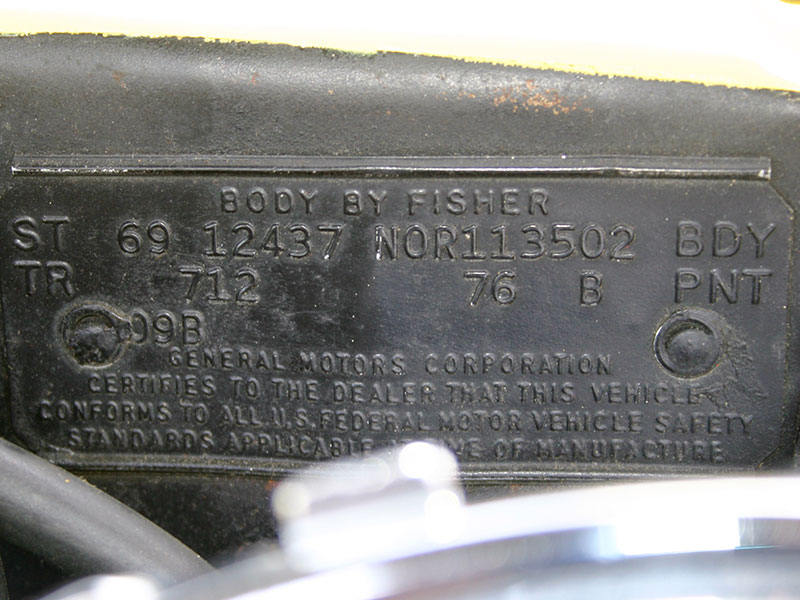 BODY BY FISHER
ST 69 12437 NOR113502 BDY
TR 712 76 B PNT
09B
GENERAL MOTORS CORPORATION
CERTIFIES TO THE DEALER THAT THIS VEHICLE
CONFORMS TO ALL U.S. FEDERAL MOTOR VEHICLE SAFETY
STANDARDS APPLICABLE OF MANUFACTURE